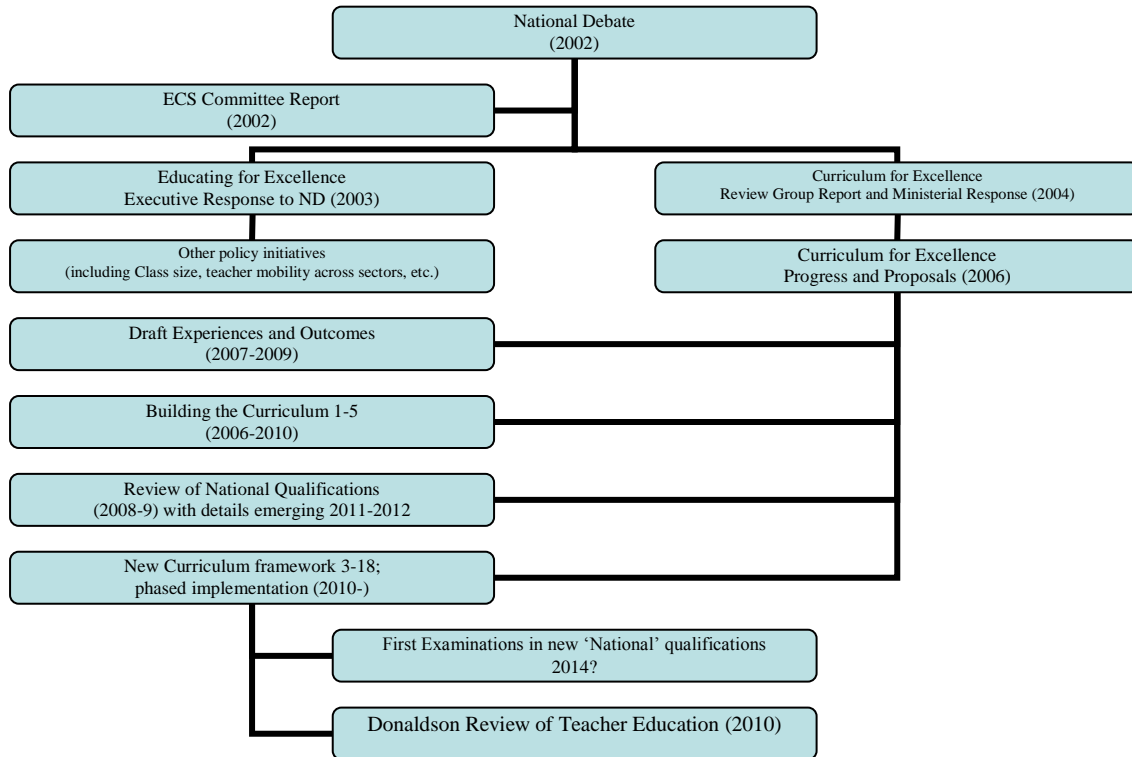 National Debate
(2002)
ECS Committee Report
(2002)
Educating for Excellence
Executive Response to ND (2003)
Curriculum for Excellence
Review Group Report and Ministerial Response (2004)
Other policy initiatives
(including Class size, teacher mobility across sectors, etc.)
Curriculum for Excellence
Progress and Proposals (2006)
Draft Experiences and Outcomes
(2007-2009)
Building the Curriculum 1-5
(2006-2010)
Review of National Qualifications
(2008-9) with details emerging 2011-2012
New Curriculum framework 3-18;
phased implementation (2010-)
First Examinations in new ‘National’ qualifications
2014?
Donaldson Review of Teacher Education (2010)